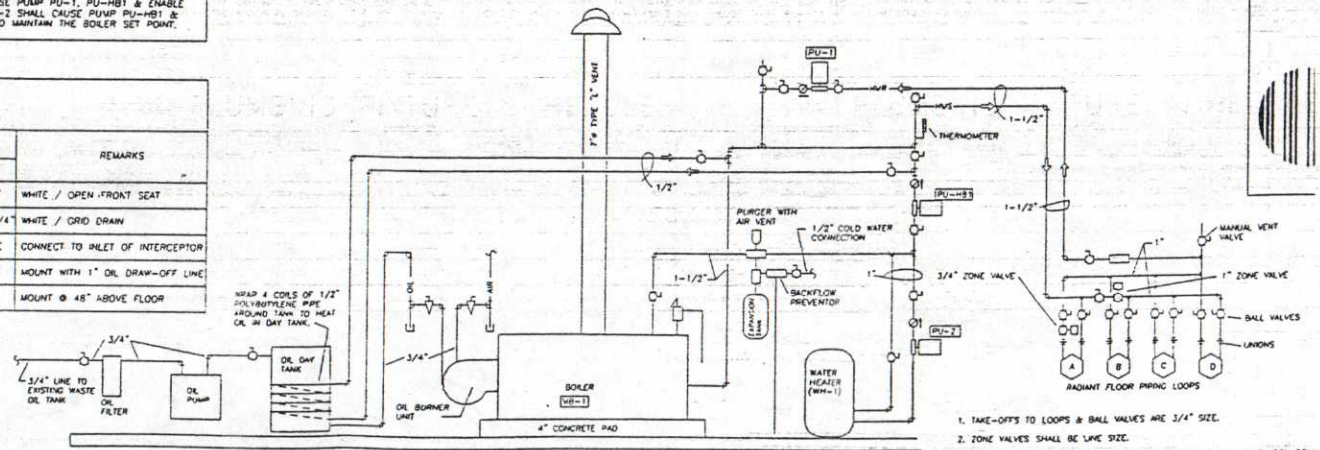 SE PUMP PU-1, PU-HB1 & ENABLE
-2 SHALL CAUSE PUMP PU-HB1 &
O MAINTAIN THE BOILER SET POINT.
REMARKS
WHITE / OPEN FRONT SEAT
/4" WHITE / GRID DRAIN
CONNECT TO INLET OF INTERCEPTOR
MOUNT WITH 1" OIL DRAW-OFF LINE
MOUNT @ 48" ABOVE FLOOR
TYPE "L" VENT
PU-1
HWR
HWS
1-1/2"
THERMOMETER
1/2"
PU-HB1
1-1/2"
MANUAL VENT
VALVE
PURGER WITH
AIR VENT
1/2" COLD WATER
CONNECTION
1"
1-1/2"
1"
3/4" ZONE VALVE
1" ZONE VALVE
BACKFLOW
PREVENTOR
EXPANSION
TANK
OIL
AIR
WRAP 4 COILS OF 1/2"
POLYBUTYLENE PIPE
AROUND TANK TO HEAT
OIL IN DAY TANK.
BALL VALVES
PU-2
UNIONS
3/4"
3/4"
OIL DAY
TANK
3/4" LINE TO
EXISTING WASTE
OIL TANK
OIL
FILTER
OIL
PUMP
OIL BURNER
UNIT
BOILER
HB-1
WATER
HEATER
(WH-1)
A B C D
RADIANT FLOOR PIPING LOOPS
4" CONCRETE PAD
1. TAKE-OFFS TO LOOPS & BALL VALVES ARE 3/4" SIZE.
2. ZONE VALVES SHALL BE LINE SIZE.